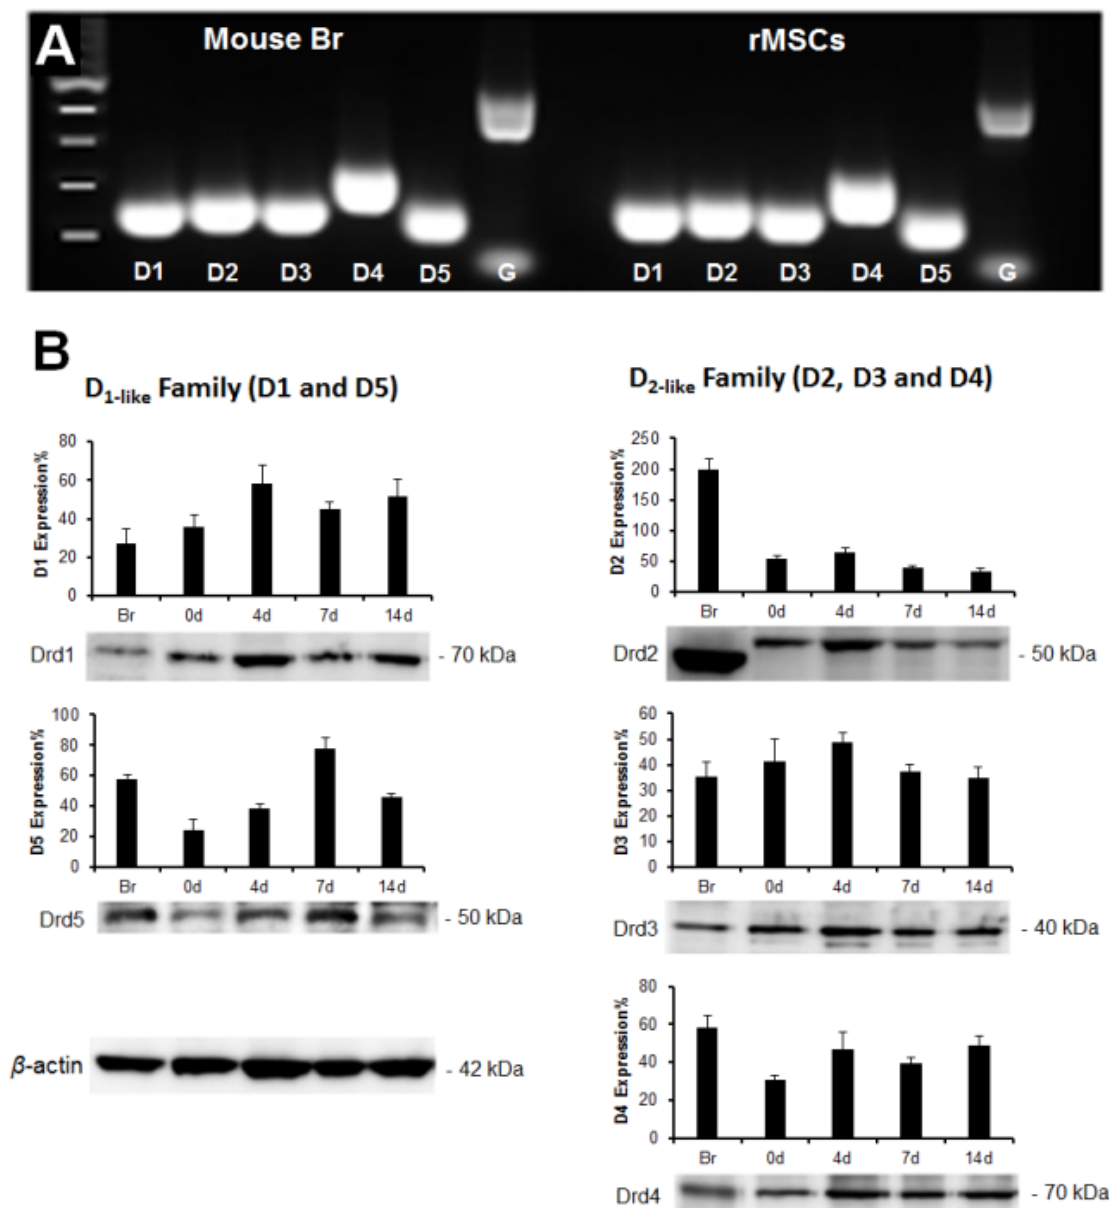 A
Mouse Br
rMSCs
D1 D2 D3 D4 D5 G
D1 D2 D3 D4 D5 G
B
D1-like Family (D1 and D5)
D1 Expression%
80
60
40
20
0
Br 0d 4d 7d 14d
Drd1 - 70 kDa
D5 Expression%
100
80
60
40
20
0
Br 0d 4d 7d 14d
Drd5 - 50 kDa
β-actin - 42 kDa
D2-like Family (D2, D3 and D4)
D2 Expression%
250
200
150
100
50
0
Br 0d 4d 7d 14d
Drd2 - 50 kDa
D3 Expression%
60
50
40
30
20
10
0
Br 0d 4d 7d 14d
Drd3 - 40 kDa
D4 Expression%
80
60
40
20
0
Br 0d 4d 7d 14d
Drd4 - 70 kDa